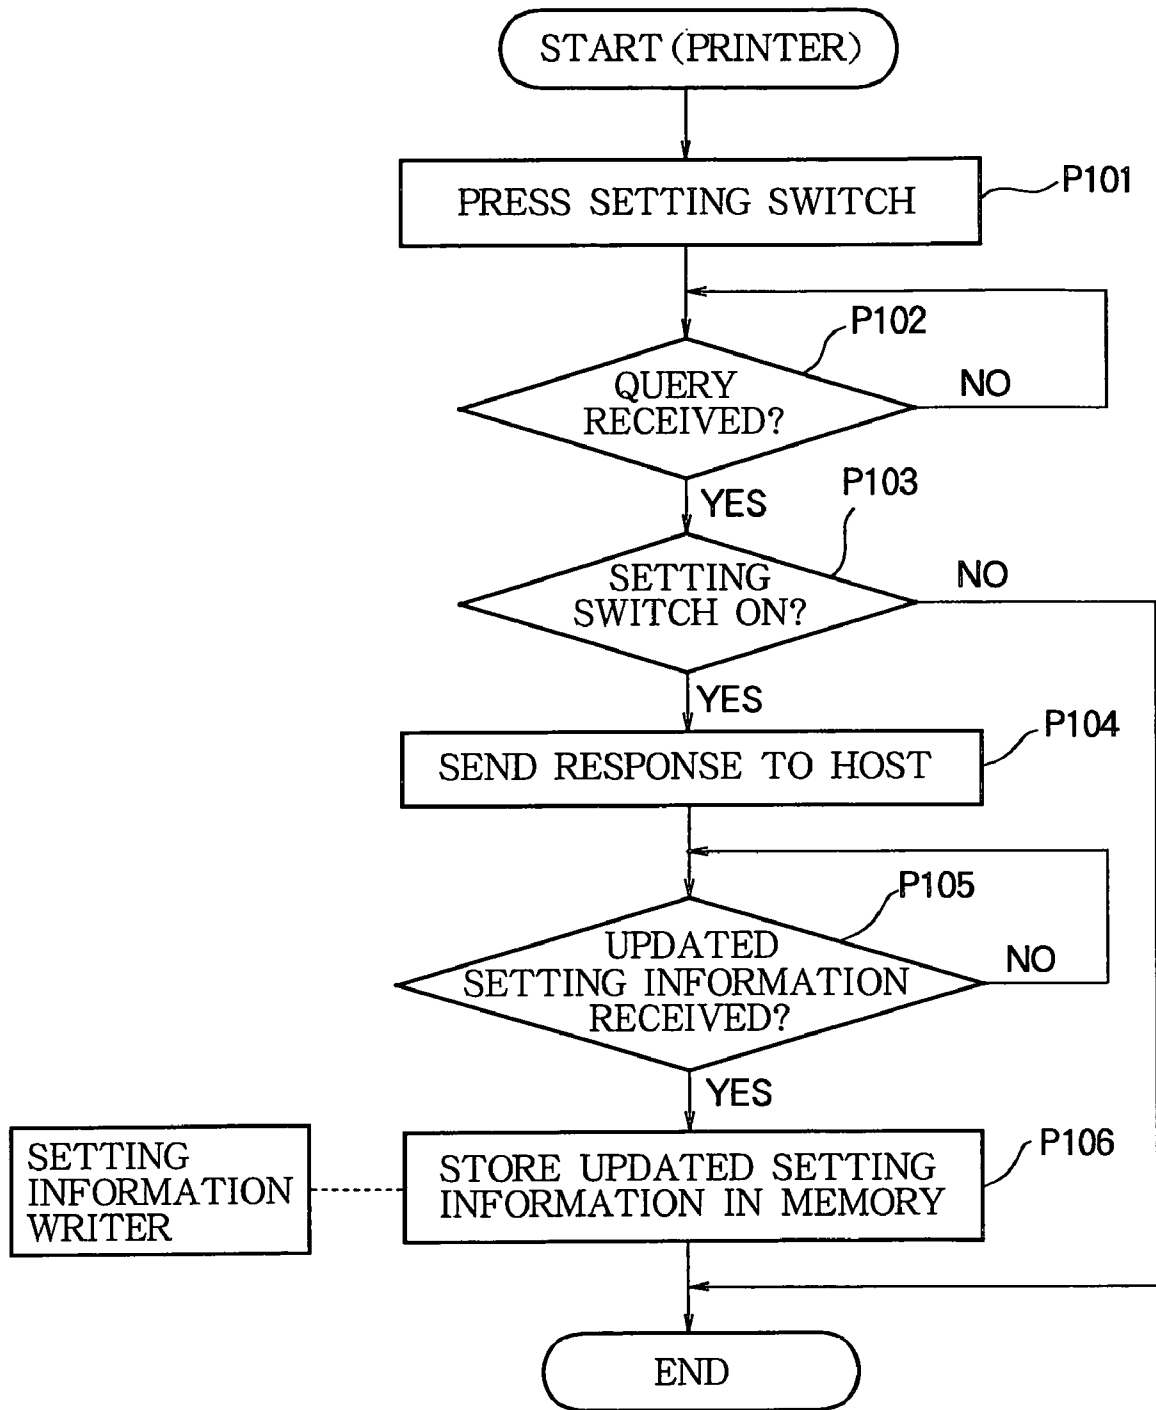 START (PRINTER)
PRESS SETTING SWITCH
P101
P102
QUERY
RECEIVED?
NO
YES
P103
SETTING
SWITCH ON?
NO
YES
P104
SEND RESPONSE TO HOST
P105
UPDATED
SETTING INFORMATION
RECEIVED?
NO
YES
P106
SETTING
INFORMATION
WRITER
STORE UPDATED SETTING
INFORMATION IN MEMORY
END